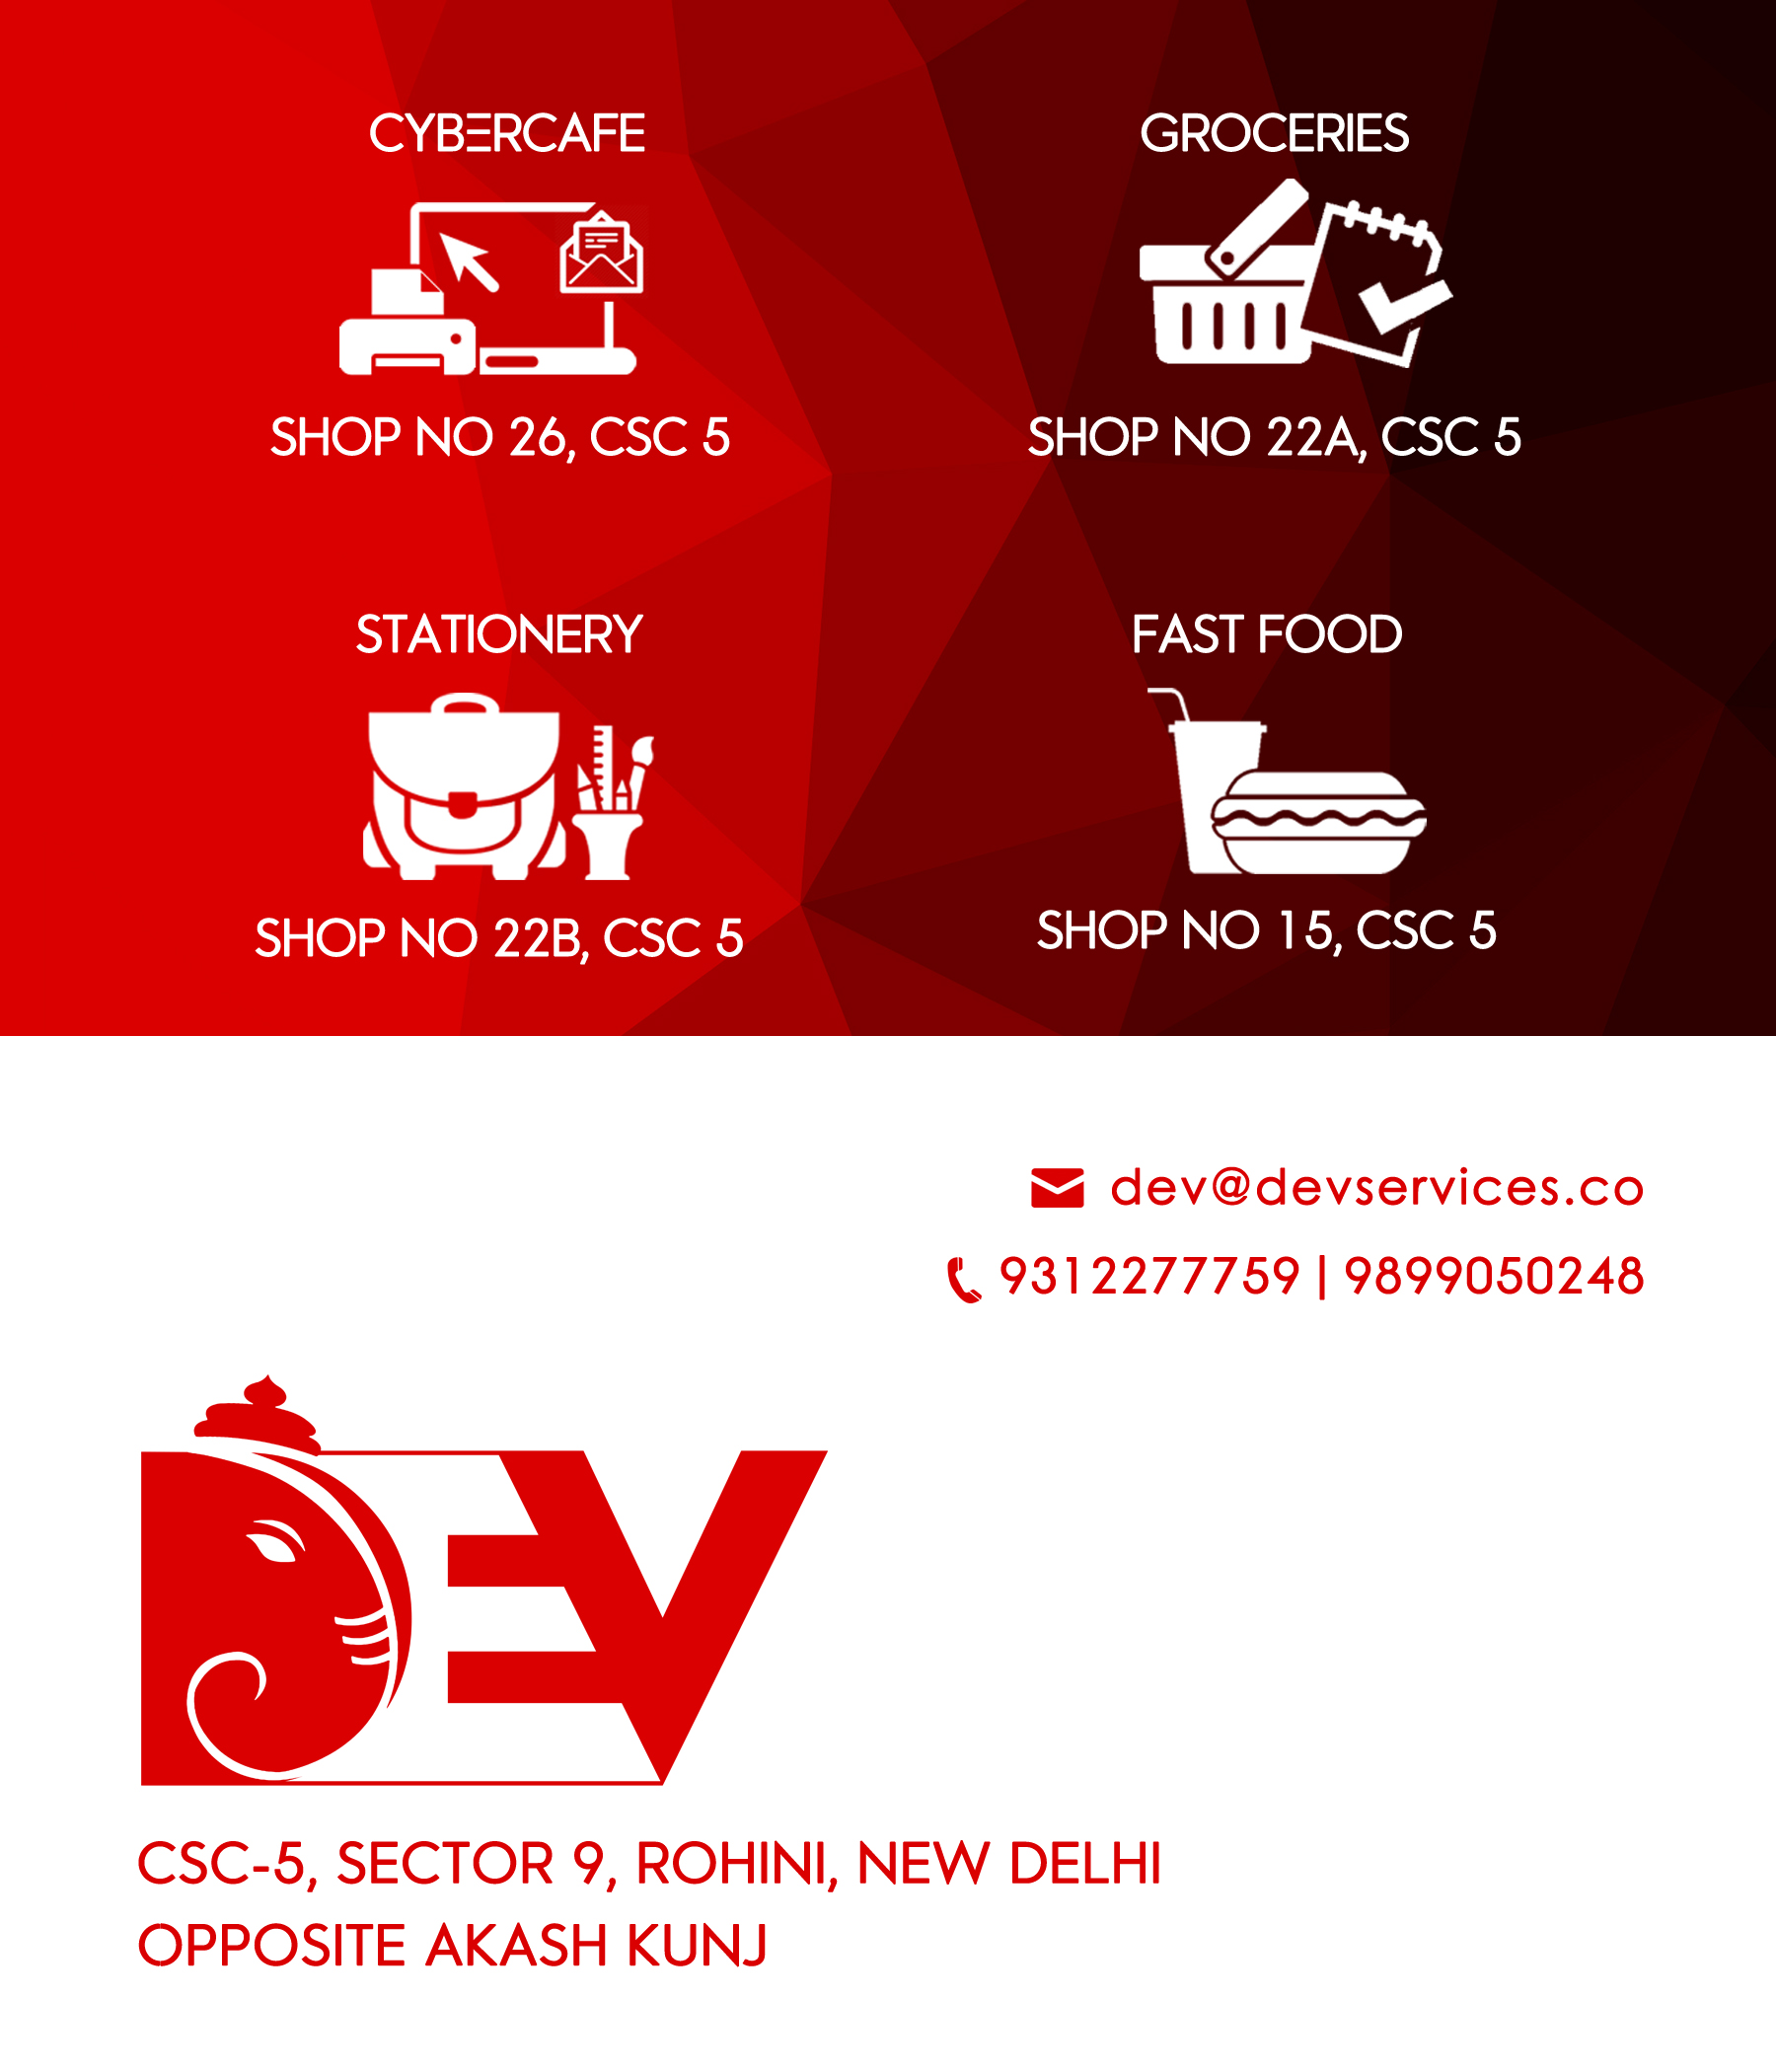 CYBERCAFE
SHOP NO 26, CSC 5
GROCERIES
SHOP NO 22A, CSC 5
STATIONERY
SHOP NO 22B, CSC 5
FAST FOOD
SHOP NO 15, CSC 5
dev@devservices.co
9312277759 | 9899050248
DEV
CSC-5, SECTOR 9, ROHINI, NEW DELHI
OPPOSITE AKASH KUNJ